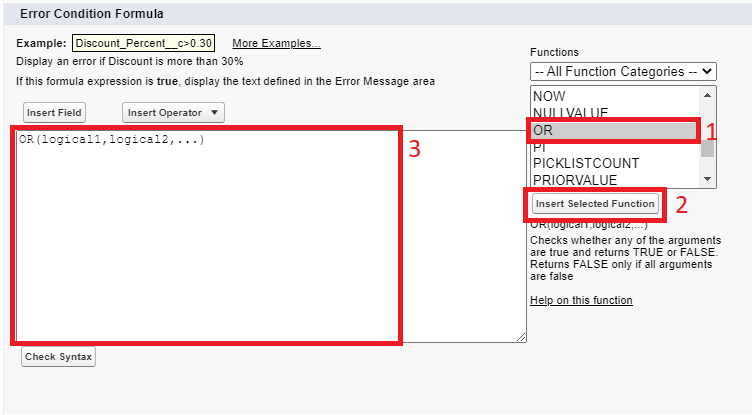 Error Condition Formula
Example: Discount_Percent__c>0.30 More Examples...
Display an error if Discount is more than 30%
If this formula expression is true, display the text defined in the Error Message area
Insert Field Insert Operator
OR(logical1,logical2,...)
3
Check Syntax
Functions
-- All Function Categories --
NOW
NULLVALUE
OR
1
PI
PICKLISTCOUNT
PRIORVALUE
Insert Selected Function
2
OR(logical1,logical2,...)
Checks whether any of the arguments
are true and returns TRUE or FALSE.
Returns FALSE only if all arguments
are false
Help on this function